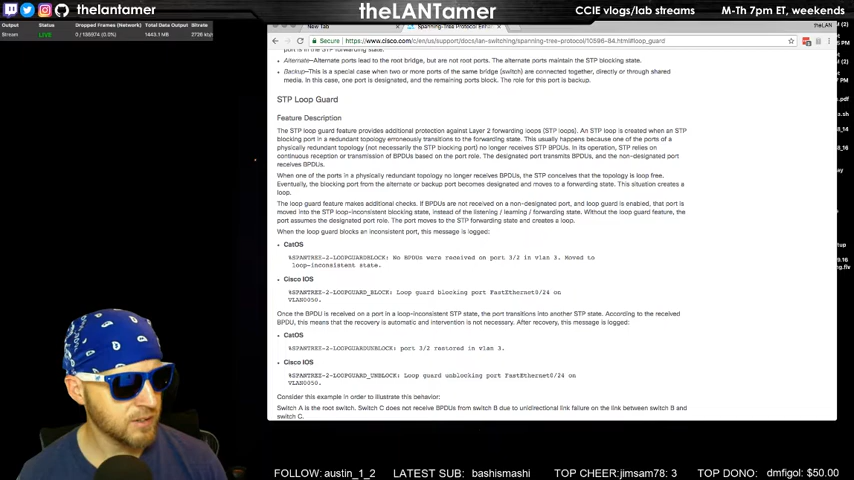 thelantamer
theLANTamer
CCIE vlogs/lab streams
M-Th 7pm ET, weekends
Output
Status
Dropped Frames (Network)
Total Data Output
Bitrate
Stream
LIVE
0 / 135974 (0.0%)
1443.1 MB
2726 kb/s
New Tab
Spanning-Tree Protocol Enh
theLAN
Secure
https://www.cisco.com/c/en/us/support/docs/lan-switching/spanning-tree-protocol/10596-84.html#loop_guard
port is in the STP forwarding state.
Alternate—Alternate ports lead to the root bridge, but are not root ports. The alternate ports maintain the STP blocking state.
Backup—This is a special case when two or more ports of the same bridge (switch) are connected together, directly or through shared
media. In this case, one port is designated, and the remaining ports block. The role for this port is backup.
STP Loop Guard
Feature Description
The STP loop guard feature provides additional protection against Layer 2 forwarding loops (STP loops). An STP loop is created when an STP
blocking port in a redundant topology erroneously transitions to the forwarding state. This usually happens because one of the ports of a
physically redundant topology (not necessarily the STP blocking port) no longer receives STP BPDUs. In its operation, STP relies on
continuous reception or transmission of BPDUs based on the port role. The designated port transmits BPDUs, and the non-designated port
receives BPDUs.
When one of the ports in a physically redundant topology no longer receives BPDUs, the STP conceives that the topology is loop free.
Eventually, the blocking port from the alternate or backup port becomes designated and moves to a forwarding state. This situation creates a
loop.
The loop guard feature makes additional checks. If BPDUs are not received on a non-designated port, and loop guard is enabled, that port is
moved into the STP loop-inconsistent blocking state, instead of the listening / learning / forwarding state. Without the loop guard feature, the
port assumes the designated port role. The port moves to the STP forwarding state and creates a loop.
When the loop guard blocks an inconsistent port, this message is logged:
CatOS
%SPANTREE-2-LOOPGUARDBLOCK: No BPDUs were received on port 3/2 in vlan 3. Moved to
loop-inconsistent state.
Cisco IOS
%SPANTREE-2-LOOPGUARD_BLOCK: Loop guard blocking port FastEthernet0/24 on
VLAN0050.
Once the BPDU is received on a port in a loop-inconsistent STP state, the port transitions into another STP state. According to the received
BPDU, this means that the recovery is automatic and intervention is not necessary. After recovery, this message is logged:
CatOS
%SPANTREE-2-LOOPGUARDUNBLOCK: port 3/2 restored in vlan 3.
Cisco IOS
%SPANTREE-2-LOOPGUARD_UNBLOCK: Loop guard unblocking port FastEthernet0/24 on
VLAN0050.
Consider this example in order to illustrate this behavior:
Switch A is the root switch. Switch C does not receive BPDUs from switch B due to unidirectional link failure on the link between switch B and
switch C.
FOLLOW: austin_1_2
LATEST SUB: bashismashi
TOP CHEER:jimsam78: 3
TOP DONO: dmfigol: $50.00